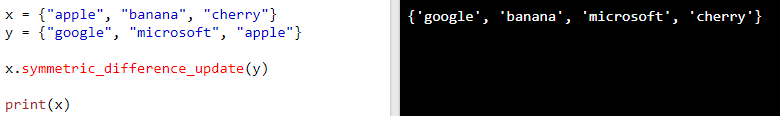 x = {"apple", "banana", "cherry"}
y = {"google", "microsoft", "apple"}
x.symmetric_difference_update(y)
print(x)
{'google', 'banana', 'microsoft', 'cherry'}